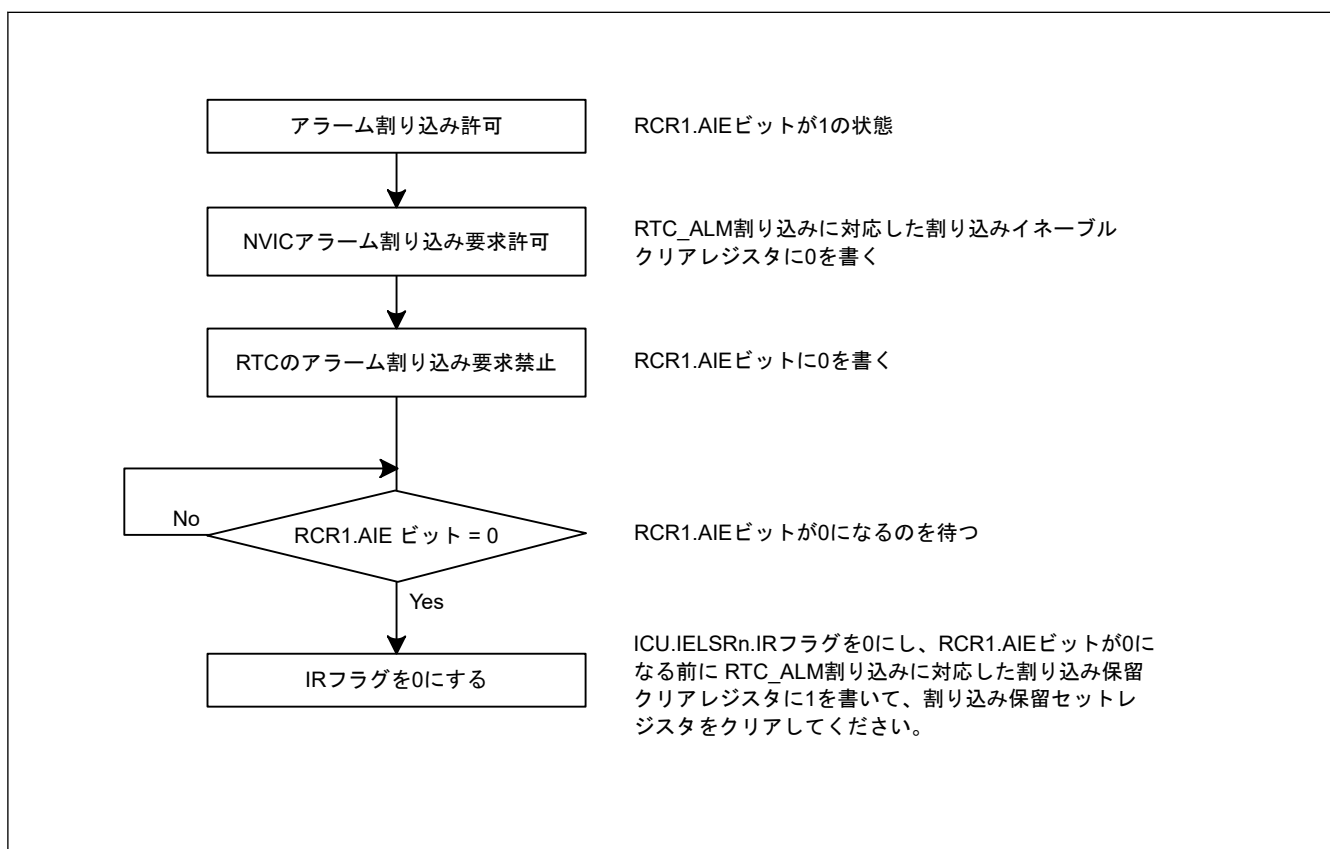 アラーム割り込み許可
RCR1.AIEビットが1の状態
NVICアラーム割り込み要求許可
RTC_ALM割り込みに対応した割り込みイネーブル
クリアレジスタに0を書く
RTCのアラーム割り込み要求禁止
RCR1.AIEビットに0を書く
No
RCR1.AIE ビット = 0
RCR1.AIEビットが0になるのを待つ
Yes
IRフラグを0にする
ICU.IELSRn.IRフラグを0にし、RCR1.AIEビットが0に
なる前に RTC_ALM割り込みに対応した割り込み保留
クリアレジスタに1を書いて、割り込み保留セットレ
ジスタをクリアしてください。